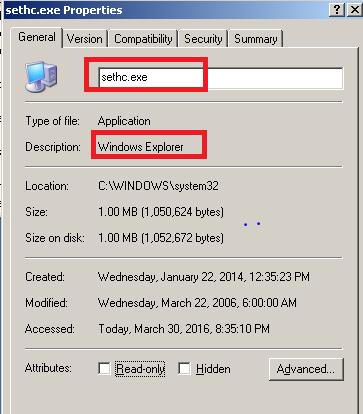 sethc.exe Properties
General Version Compatibility Security Summary
sethc.exe
Type of file: Application
Description: Windows Explorer
Location: C:\WINDOWS\system32
Size: 1.00 MB (1,050,624 bytes)
Size on disk: 1.00 MB (1,052,672 bytes)
Created: Wednesday, January 22, 2014, 12:35:23 PM
Modified: Wednesday, March 22, 2006, 6:00:00 AM
Accessed: Today, March 30, 2016, 8:35:10 PM
Attributes: Read-only Hidden Advanced...